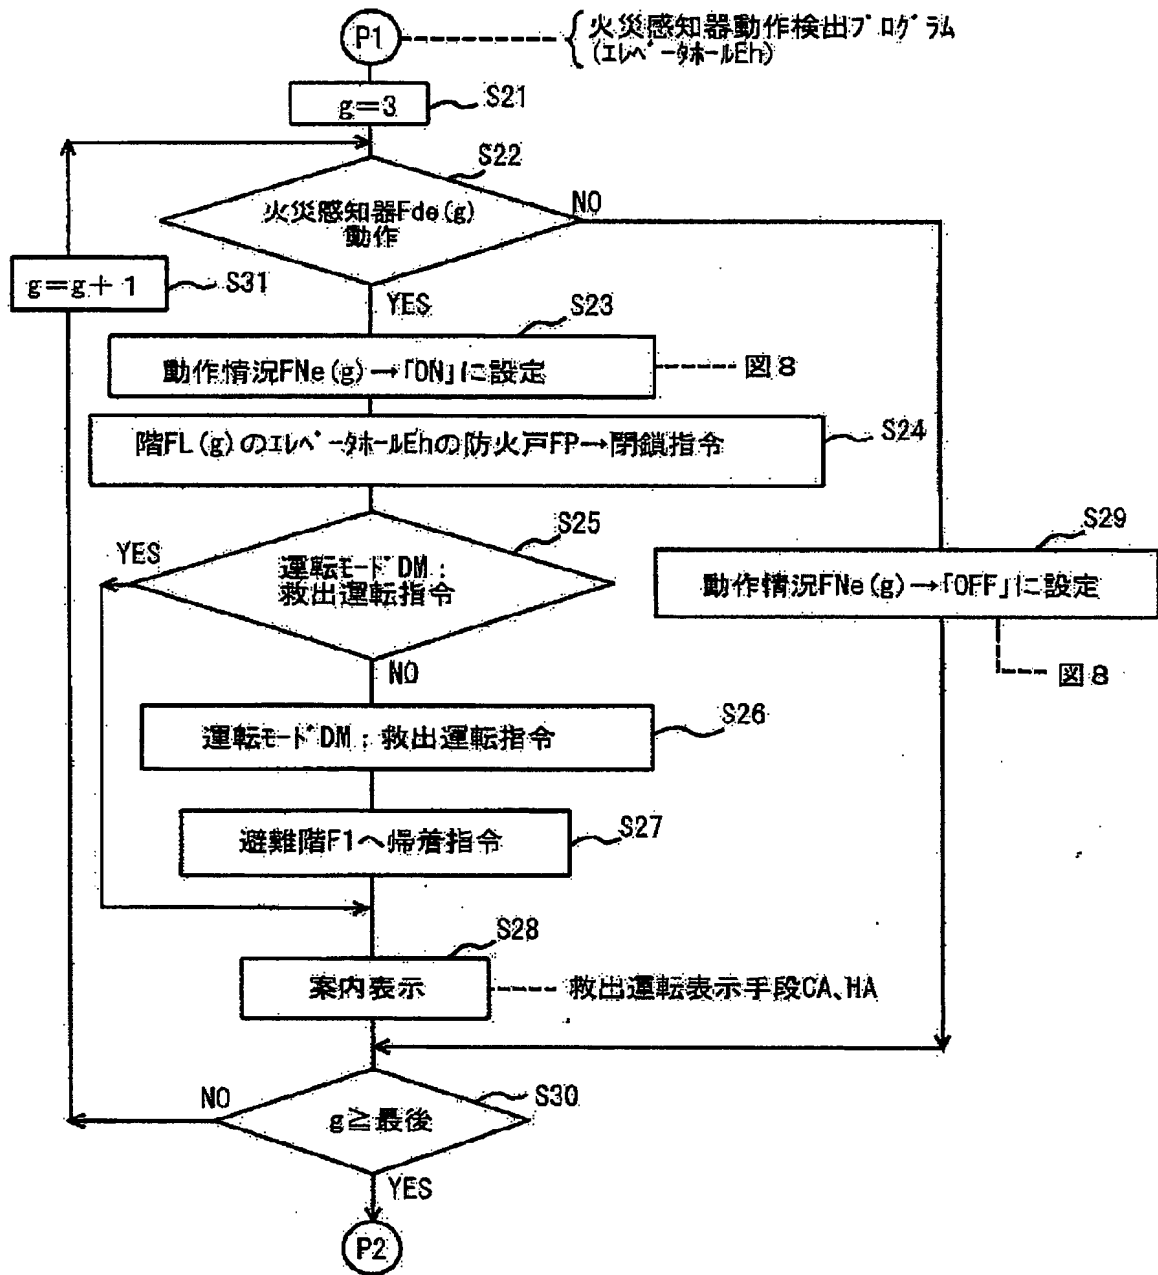 P1
火災感知器動作検出プログラム
(エレベータホールEh)
g=3
S21
S22
火災感知器Fde(g)
動作
NO
g=g+1
S31
YES
S23
動作情況FNe(g)→「ON」に設定
図8
階FL(g)のエレベータホールEhの防火戸FP→閉鎖指令
S24
S25
YES
運転モードDM:
救出運転指令
S29
動作情況FNe(g)→「OFF」に設定
NO
図8
S26
運転モードDM:救出運転指令
S27
避難階F1へ帰着指令
S28
案内表示
救出運転表示手段CA、HA
NO
S30
g≧最後
YES
P2